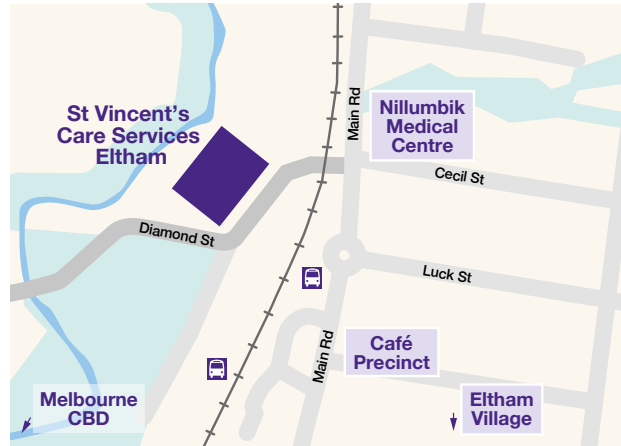 St Vincent's
Care Services
Eltham
Main Rd
Nillumbik
Medical
Centre
Cecil St
Diamond St
Luck St
Main Rd
Café
Precinct
Melbourne
CBD
Eltham
Village